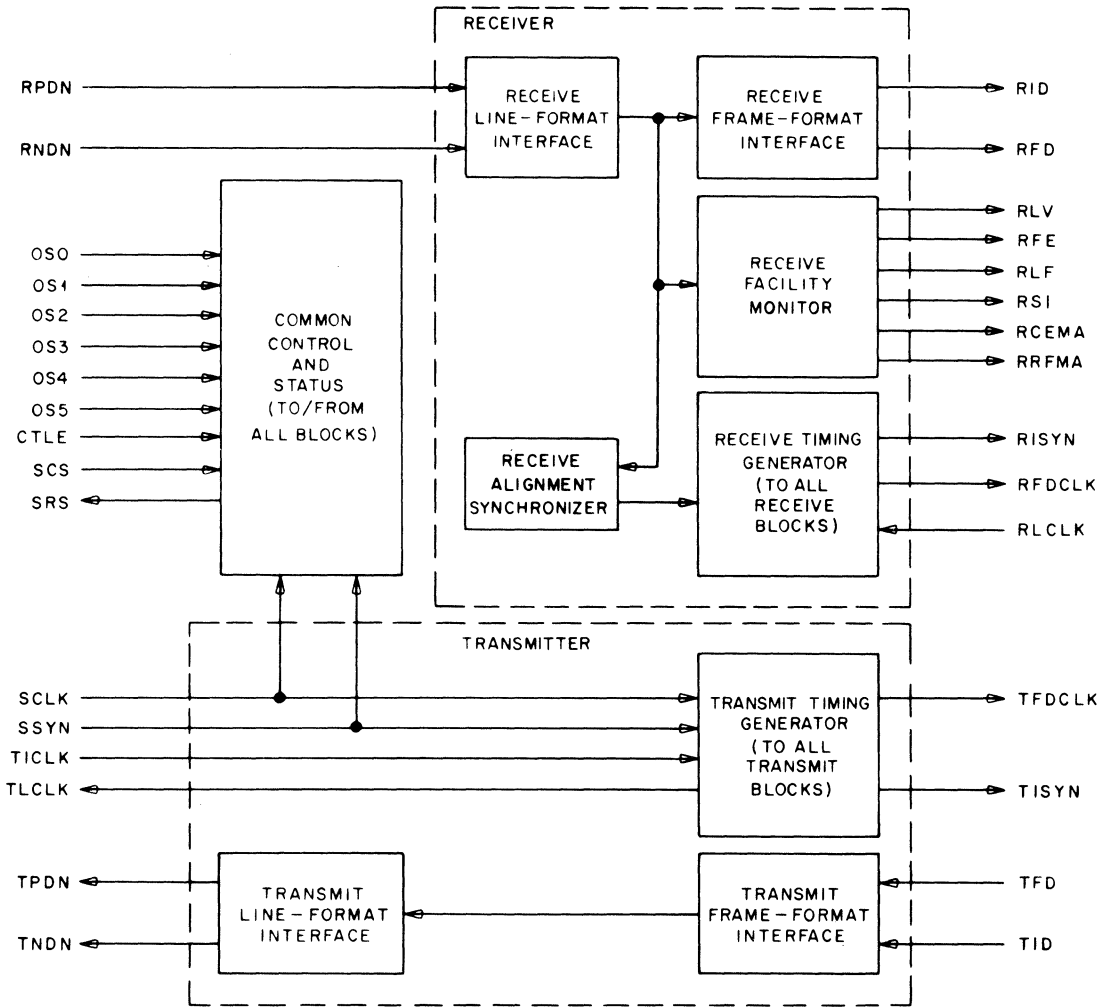 RECEIVER
RPDN
RNDN
RECEIVE
LINE-FORMAT
INTERFACE
RECEIVE
FRAME-FORMAT
INTERFACE
RID
RFD
OS0
OS1
OS2
OS3
OS4
OS5
CTLE
SCS
SRS
COMMON
CONTROL
AND
STATUS
(TO/FROM
ALL BLOCKS)
RECEIVE
FACILITY
MONITOR
RLV
RFE
RLF
RSI
RCEMA
RRFMA
RECEIVE
ALIGNMENT
SYNCHRONIZER
RECEIVE TIMING
GENERATOR
(TO ALL
RECEIVE
BLOCKS)
RISYN
RFDCLK
RLCLK
TRANSMITTER
SCLK
SSYN
TICLK
TLCLK
TRANSMIT TIMING
GENERATOR
(TO ALL
TRANSMIT
BLOCKS)
TFDCLK
TISYN
TPDN
TNDN
TRANSMIT
LINE-FORMAT
INTERFACE
TRANSMIT
FRAME-FORMAT
INTERFACE
TFD
TID